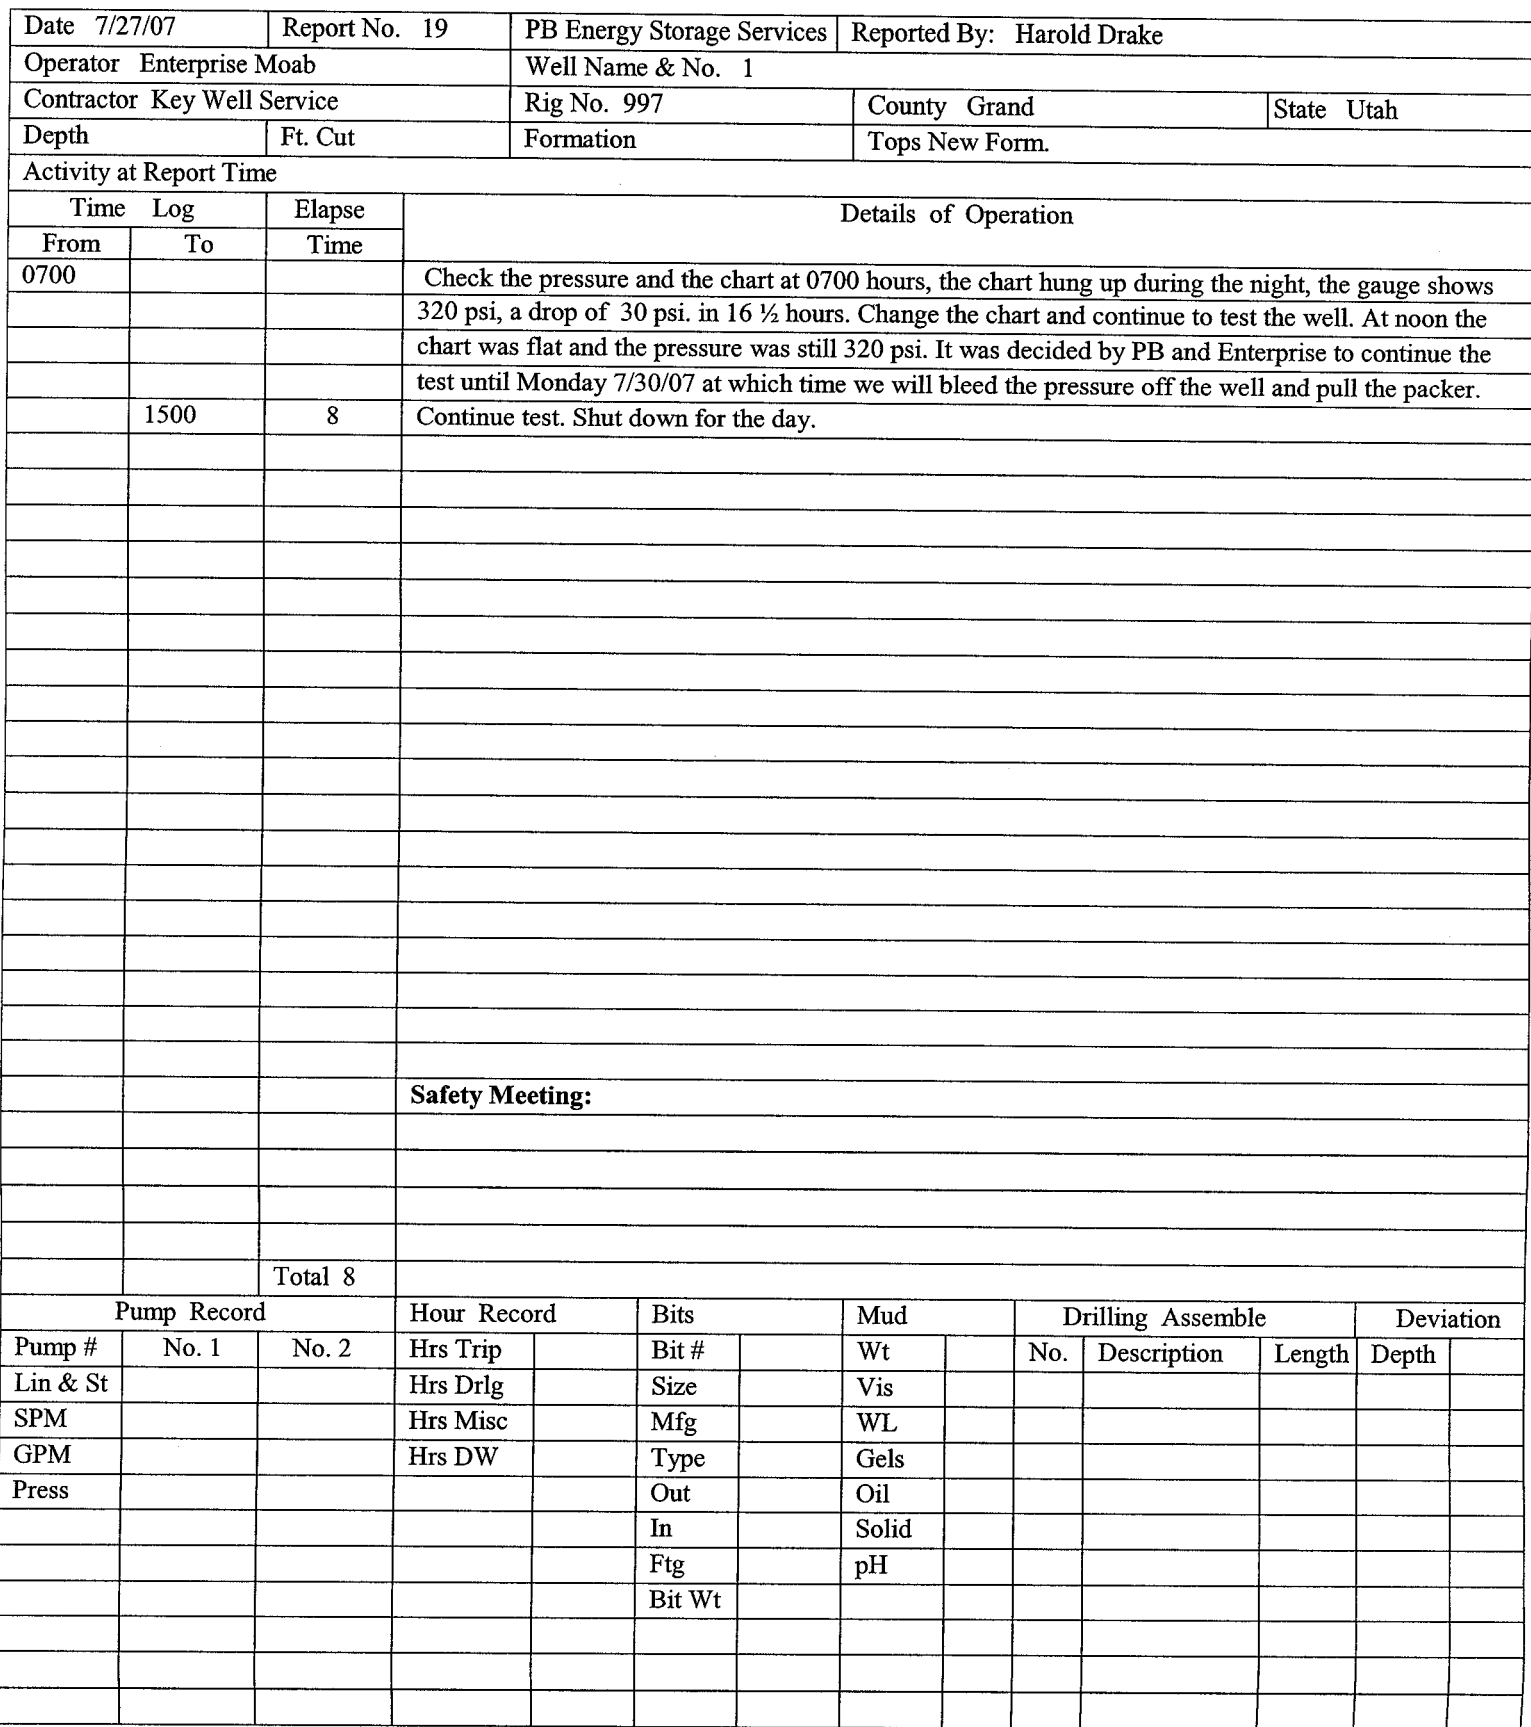 Date 7/27/07 Report No. 19 PB Energy Storage Services Reported By: Harold Drake
Operator Enterprise Moab Well Name & No. 1
Contractor Key Well Service Rig No. 997 County Grand State Utah
Depth Ft. Cut Formation Tops New Form.
Activity at Report Time
Time Log Elapse Details of Operation
From To Time
0700 Check the pressure and the chart at 0700 hours, the chart hung up during the night, the gauge shows
320 psi, a drop of 30 psi. in 16 ½ hours. Change the chart and continue to test the well. At noon the
chart was flat and the pressure was still 320 psi. It was decided by PB and Enterprise to continue the
test until Monday 7/30/07 at which time we will bleed the pressure off the well and pull the packer.
1500 8 Continue test. Shut down for the day.
Safety Meeting:
Total 8
Pump Record Hour Record Bits Mud Drilling Assemble Deviation
Pump # No. 1 No. 2 Hrs Trip Bit # Wt No. Description Length Depth
Lin & St Hrs Drlg Size Vis
SPM Hrs Misc Mfg WL
GPM Hrs DW Type Gels
Press Out Oil
In Solid
Ftg pH
Bit Wt